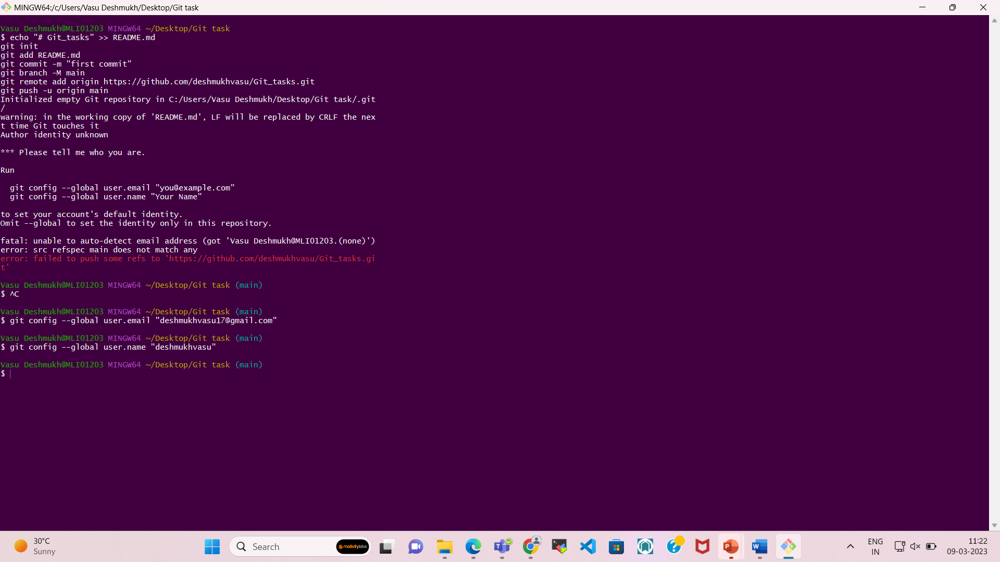 MINGW64:/c/Users/Vasu Deshmukh/Desktop/Git task
Vasu Deshmukh@MLI01203 MINGW64 ~/Desktop/Git task
$ echo "# Git_tasks" >> README.md
git init
git add README.md
git commit -m "first commit"
git branch -M main
git remote add origin https://github.com/deshmukhvasu/Git_tasks.git
git push -u origin main
Initialized empty Git repository in C:/Users/Vasu Deshmukh/Desktop/Git task/.git
/
warning: in the working copy of 'README.md', LF will be replaced by CRLF the nex
t time Git touches it
Author identity unknown
*** Please tell me who you are.
Run
git config --global user.email "you@example.com"
git config --global user.name "Your Name"
to set your account's default identity.
Omit --global to set the identity only in this repository.
fatal: unable to auto-detect email address (got 'Vasu Deshmukh@MLI01203.(none)')
error: src refspec main does not match any
error: failed to push some refs to 'https://github.com/deshmukhvasu/Git_tasks.gi
t'
Vasu Deshmukh@MLI01203 MINGW64 ~/Desktop/Git task (main)
$ ^C
Vasu Deshmukh@MLI01203 MINGW64 ~/Desktop/Git task (main)
$ git config --global user.email "deshmukhvasu17@gmail.com"
Vasu Deshmukh@MLI01203 MINGW64 ~/Desktop/Git task (main)
$ git config --global user.name "deshmukhvasu"
Vasu Deshmukh@MLI01203 MINGW64 ~/Desktop/Git task (main)
$
30°C
Sunny
Search
motivitylabs
ENG
IN
11:22
09-03-2023